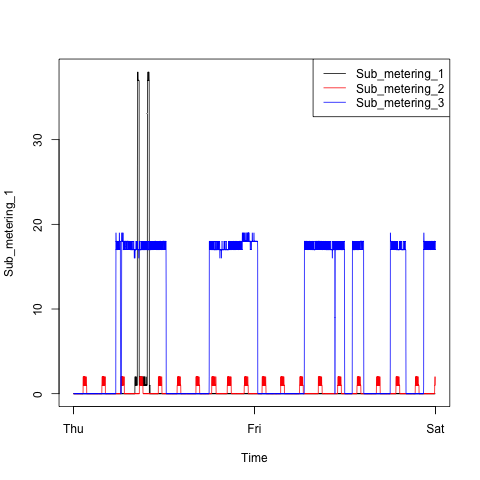 Sub_metering_1
Sub_metering_2
Sub_metering_3
Sub_metering_1
30
20
10
0
Thu
Fri
Sat
Time